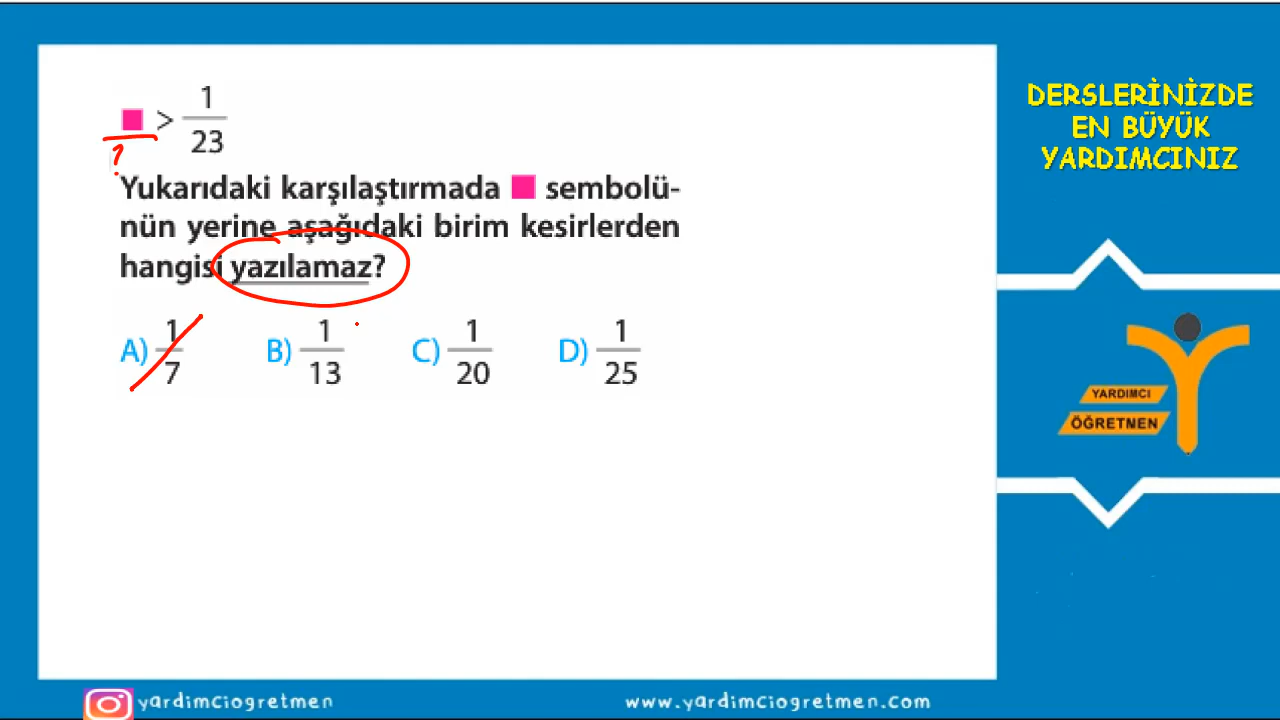 ■ > 1/23
?
Yukarıdaki karşılaştırmada ■ sembolü-
nün yerine aşağıdaki birim kesirlerden
hangisi yazılamaz?
A) 1/7 B) 1/13 C) 1/20 D) 1/25
DERSLERİNİZDE
EN BÜYÜK
YARDIMCINIZ
YARDIMCI
ÖĞRETMEN
yardimciogretmen
www.yardimciogretmen.com